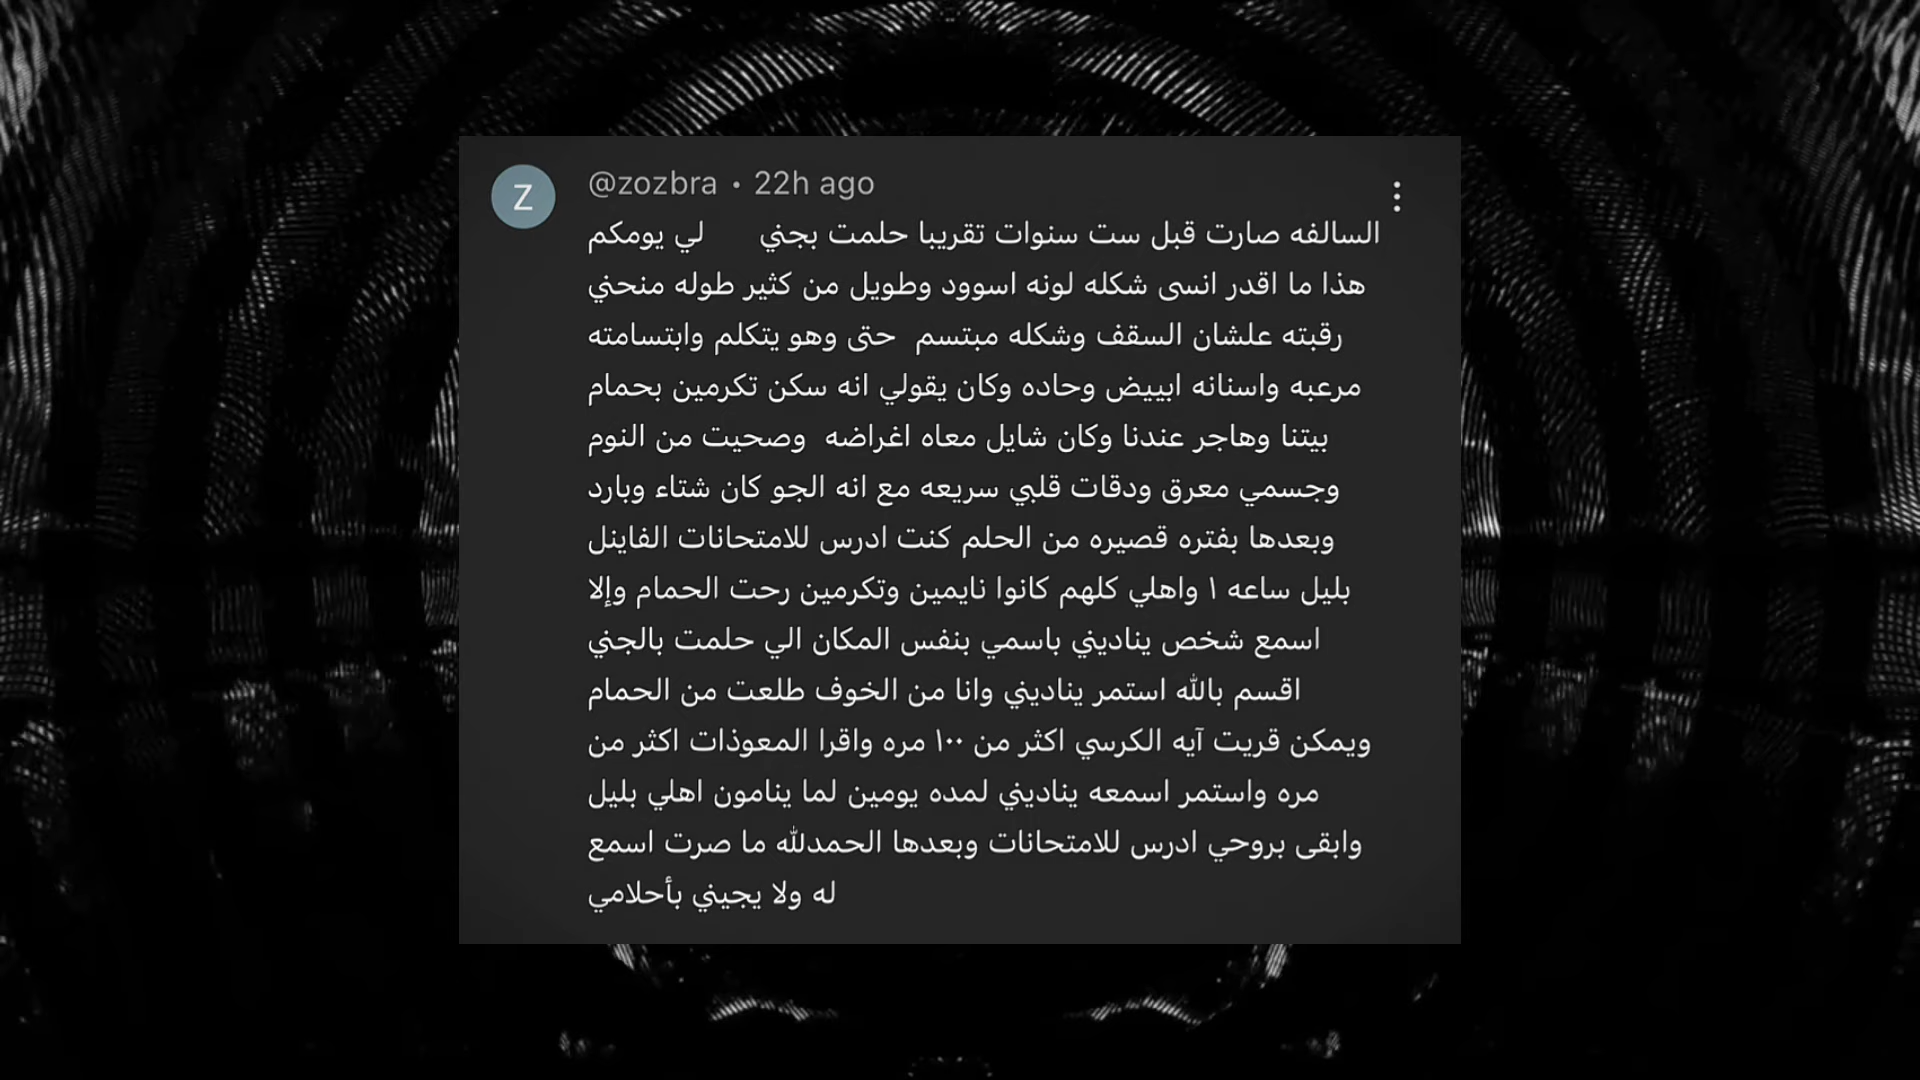 Z
@zozbra • 22h ago
السالفه صارت قبل ست سنوات تقريبا حلمت بجني لي يومكم
هذا ما اقدر انسى شكله لونه اسوود وطويل من كثير طوله منحني
رقبته علشان السقف وشكله مبتسم حتى وهو يتكلم وابتسامته
مرعبه واسنانه ابييض وحاده وكان يقولي انه سكن تكرمين بحمام
بيتنا وهاجر عندنا وكان شايل معاه اغراضه وصحيت من النوم
وجسمي معرق ودقات قلبي سريعه مع انه الجو كان شتاء وبارد
وبعدها بفتره قصيره من الحلم كنت ادرس للامتحانات الفاينل
بليل ساعه ١ واهلي كلهم كانوا نايمين وتكرمين رحت الحمام وإلا
اسمع شخص يناديني باسمي بنفس المكان الي حلمت بالجني
اقسم بالله استمر يناديني وانا من الخوف طلعت من الحمام
ويمكن قريت آيه الكرسي اكثر من ١٠٠ مره واقرا المعوذات اكثر من
مره واستمر اسمعه يناديني لمده يومين لما ينامون اهلي بليل
وابقى بروحي ادرس للامتحانات وبعدها الحمدلله ما صرت اسمع
له ولا يجيني بأحلامي